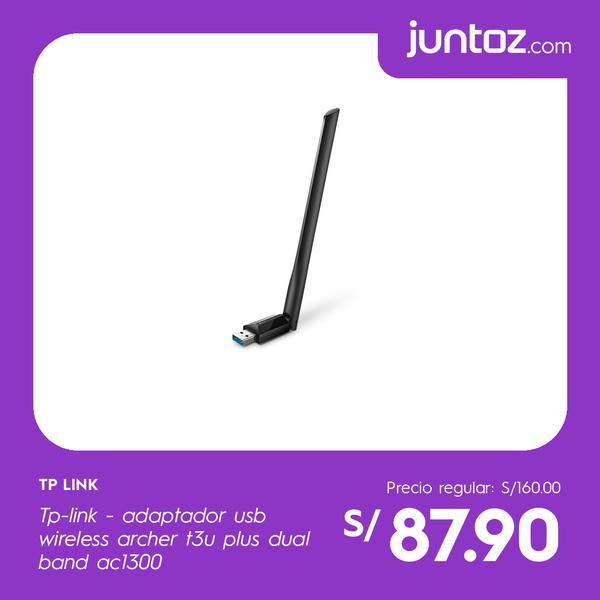 juntoz.com
TP LINK
Tp-link - adaptador usb
wireless archer t3u plus dual
band ac1300
Precio regular: S/160.00
S/87.90